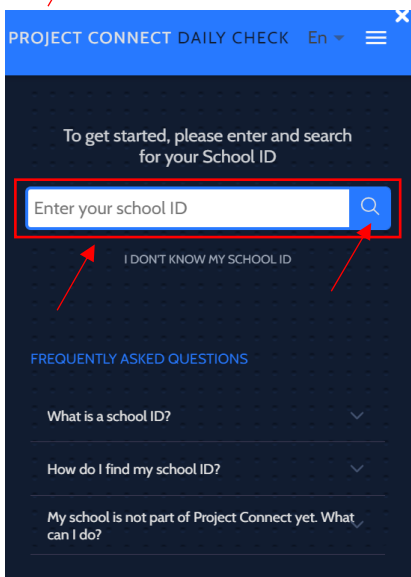 PROJECT CONNECT DAILY CHECK En
To get started, please enter and search
for your School ID
Enter your school ID
I DON'T KNOW MY SCHOOL ID
FREQUENTLY ASKED QUESTIONS
What is a school ID?
How do I find my school ID?
My school is not part of Project Connect yet. What
can I do?